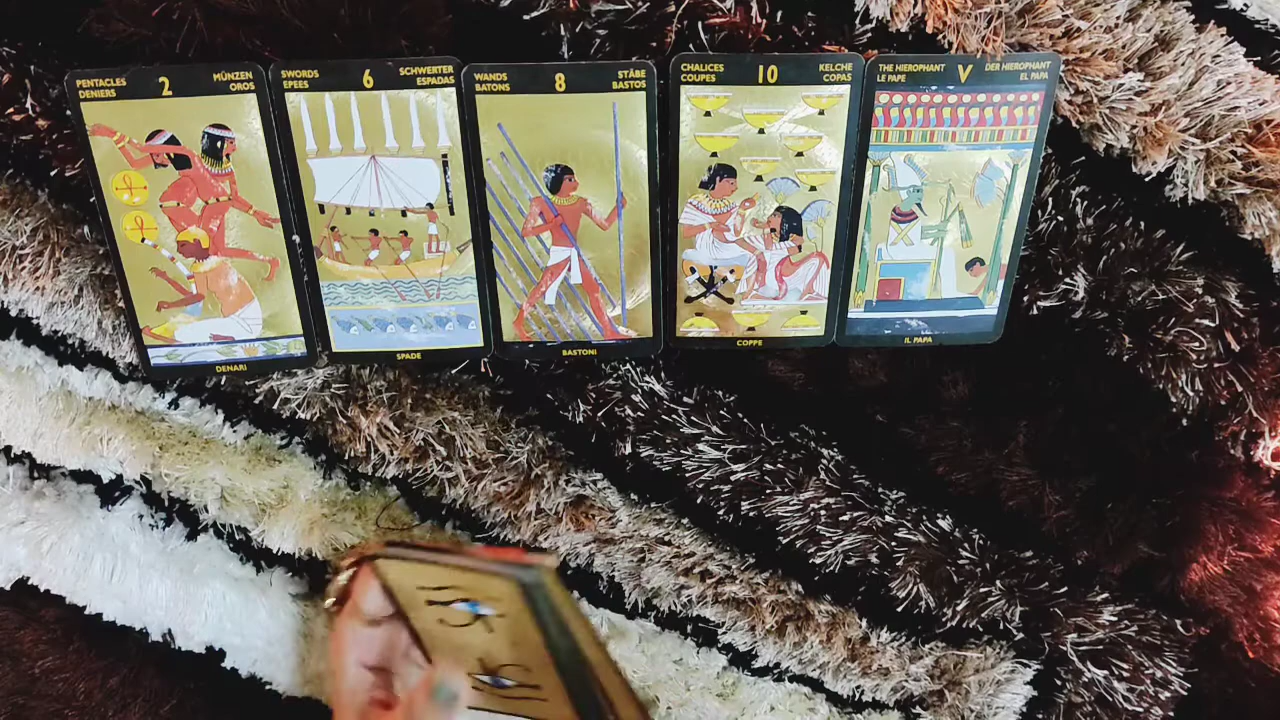 PENTACLES 2 MÜNZEN
DENIERS OROS
DENARI
SWORDS 6 SCHWERTER
EPEES ESPADAS
SPADE
WANDS 8 STÄBE
BATONS BASTOS
BASTONI
CHALICES 10 KELCHE
COUPES COPAS
COPPE
THE HIEROPHANT V DER HIEROPHANT
LE PAPE EL PAPA
IL PAPA